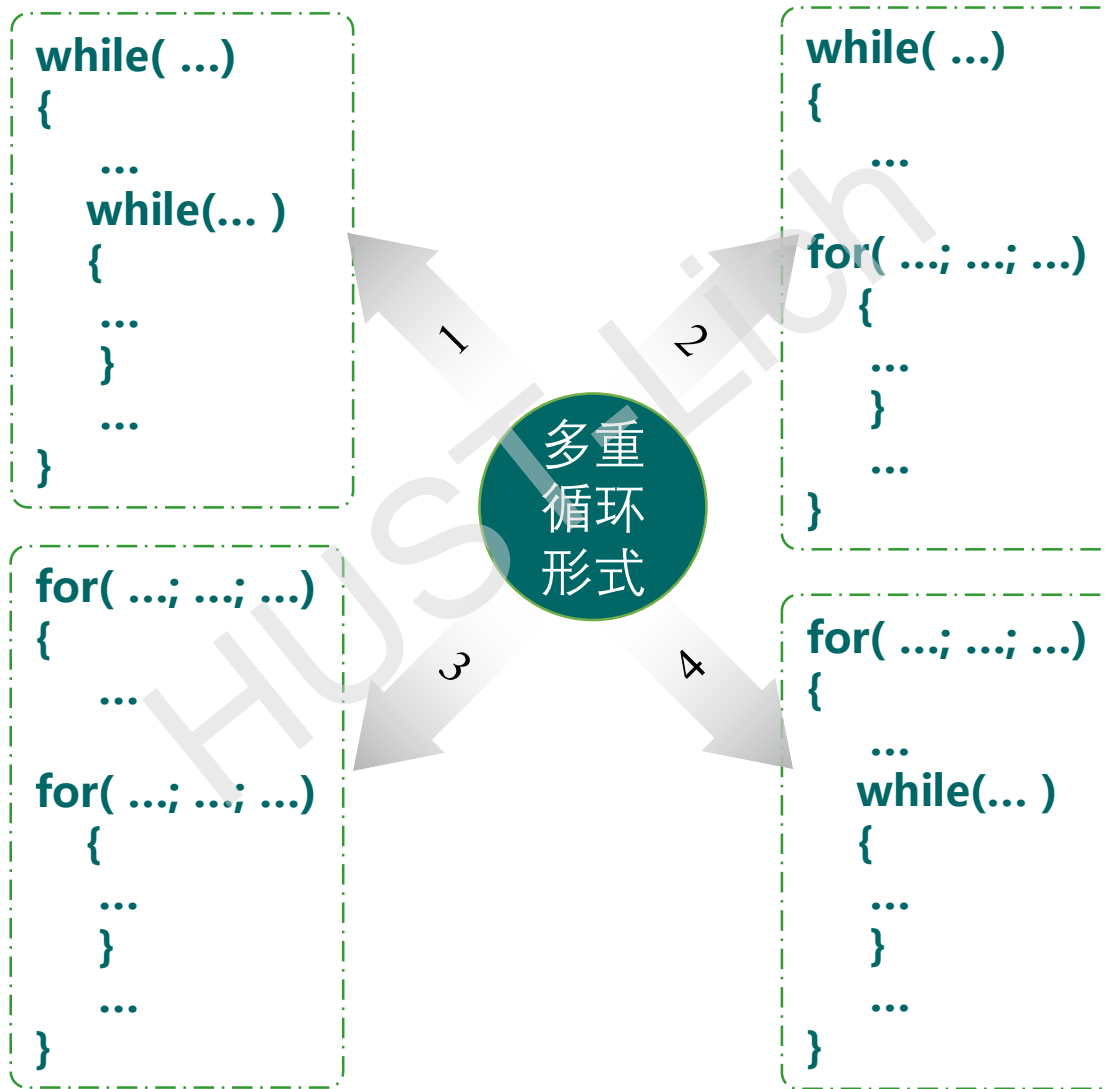 while( ...)
{
...
while(... )
{
...
}
...
}
1
while( ...)
{
...
for( ...; ...; ...)
{
...
}
...
}
2
多重
循环
形式
for( ...; ...; ...)
{
...
for( ...; ...; ...)
{
...
}
...
}
3
for( ...; ...; ...)
{
...
while(... )
{
...
}
...
}
4
HUST-Lich